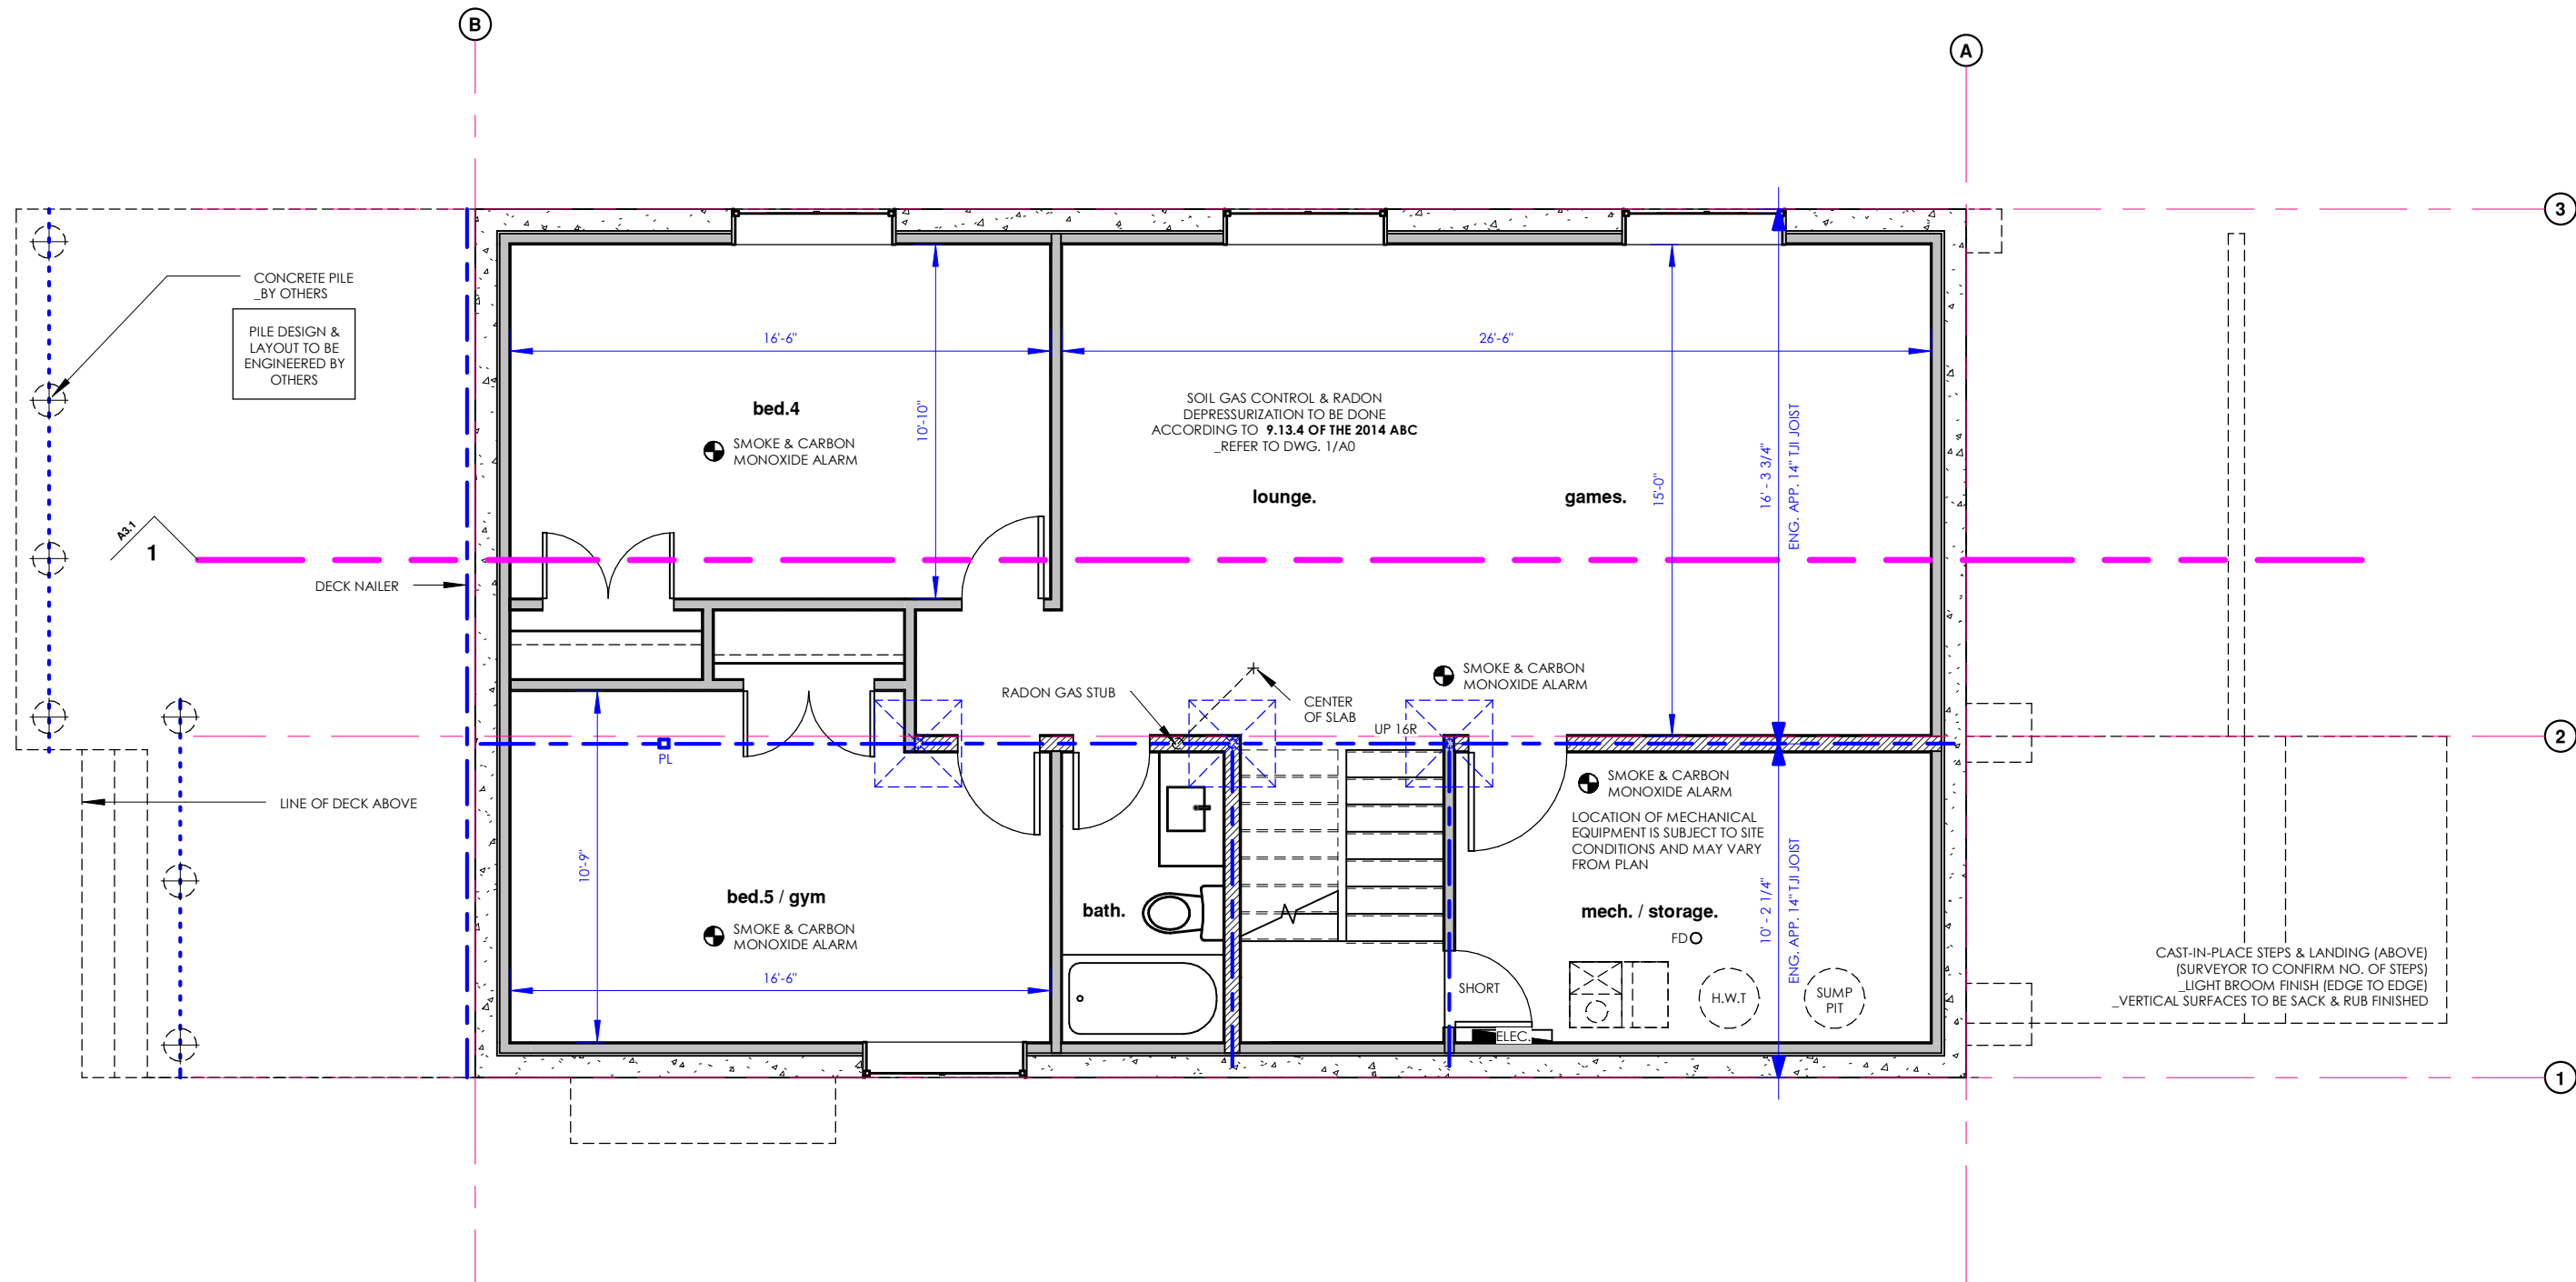 B
A
3
CONCRETE PILE
_BY OTHERS
PILE DESIGN &
LAYOUT TO BE
ENGINEERED BY
OTHERS
16'-6"
26'-6"
bed.4
10'-10"
SMOKE & CARBON
MONOXIDE ALARM
SOIL GAS CONTROL & RADON
DEPRESSURIZATION TO BE DONE
ACCORDING TO 9.13.4 OF THE 2014 ABC
_REFER TO DWG. 1/A0
lounge.
games.
15'-0"
16' - 3 3/4"
ENG. APP. 14" TJI JOIST
A3.1
1
DECK NAILER
SMOKE & CARBON
MONOXIDE ALARM
RADON GAS STUB
CENTER
OF SLAB
UP 16R
2
PL
LINE OF DECK ABOVE
SMOKE & CARBON
MONOXIDE ALARM
LOCATION OF MECHANICAL
EQUIPMENT IS SUBJECT TO SITE
CONDITIONS AND MAY VARY
FROM PLAN
10'-9"
bed.5 / gym
SMOKE & CARBON
MONOXIDE ALARM
16'-6"
bath.
mech. / storage.
FD
10' - 2 1/4"
ENG. APP. 14" TJI JOIST
SHORT
ELEC.
H.W.T
SUMP
PIT
CAST-IN-PLACE STEPS & LANDING (ABOVE)
(SURVEYOR TO CONFIRM NO. OF STEPS)
_LIGHT BROOM FINISH (EDGE TO EDGE)
_VERTICAL SURFACES TO BE SACK & RUB FINISHED
1